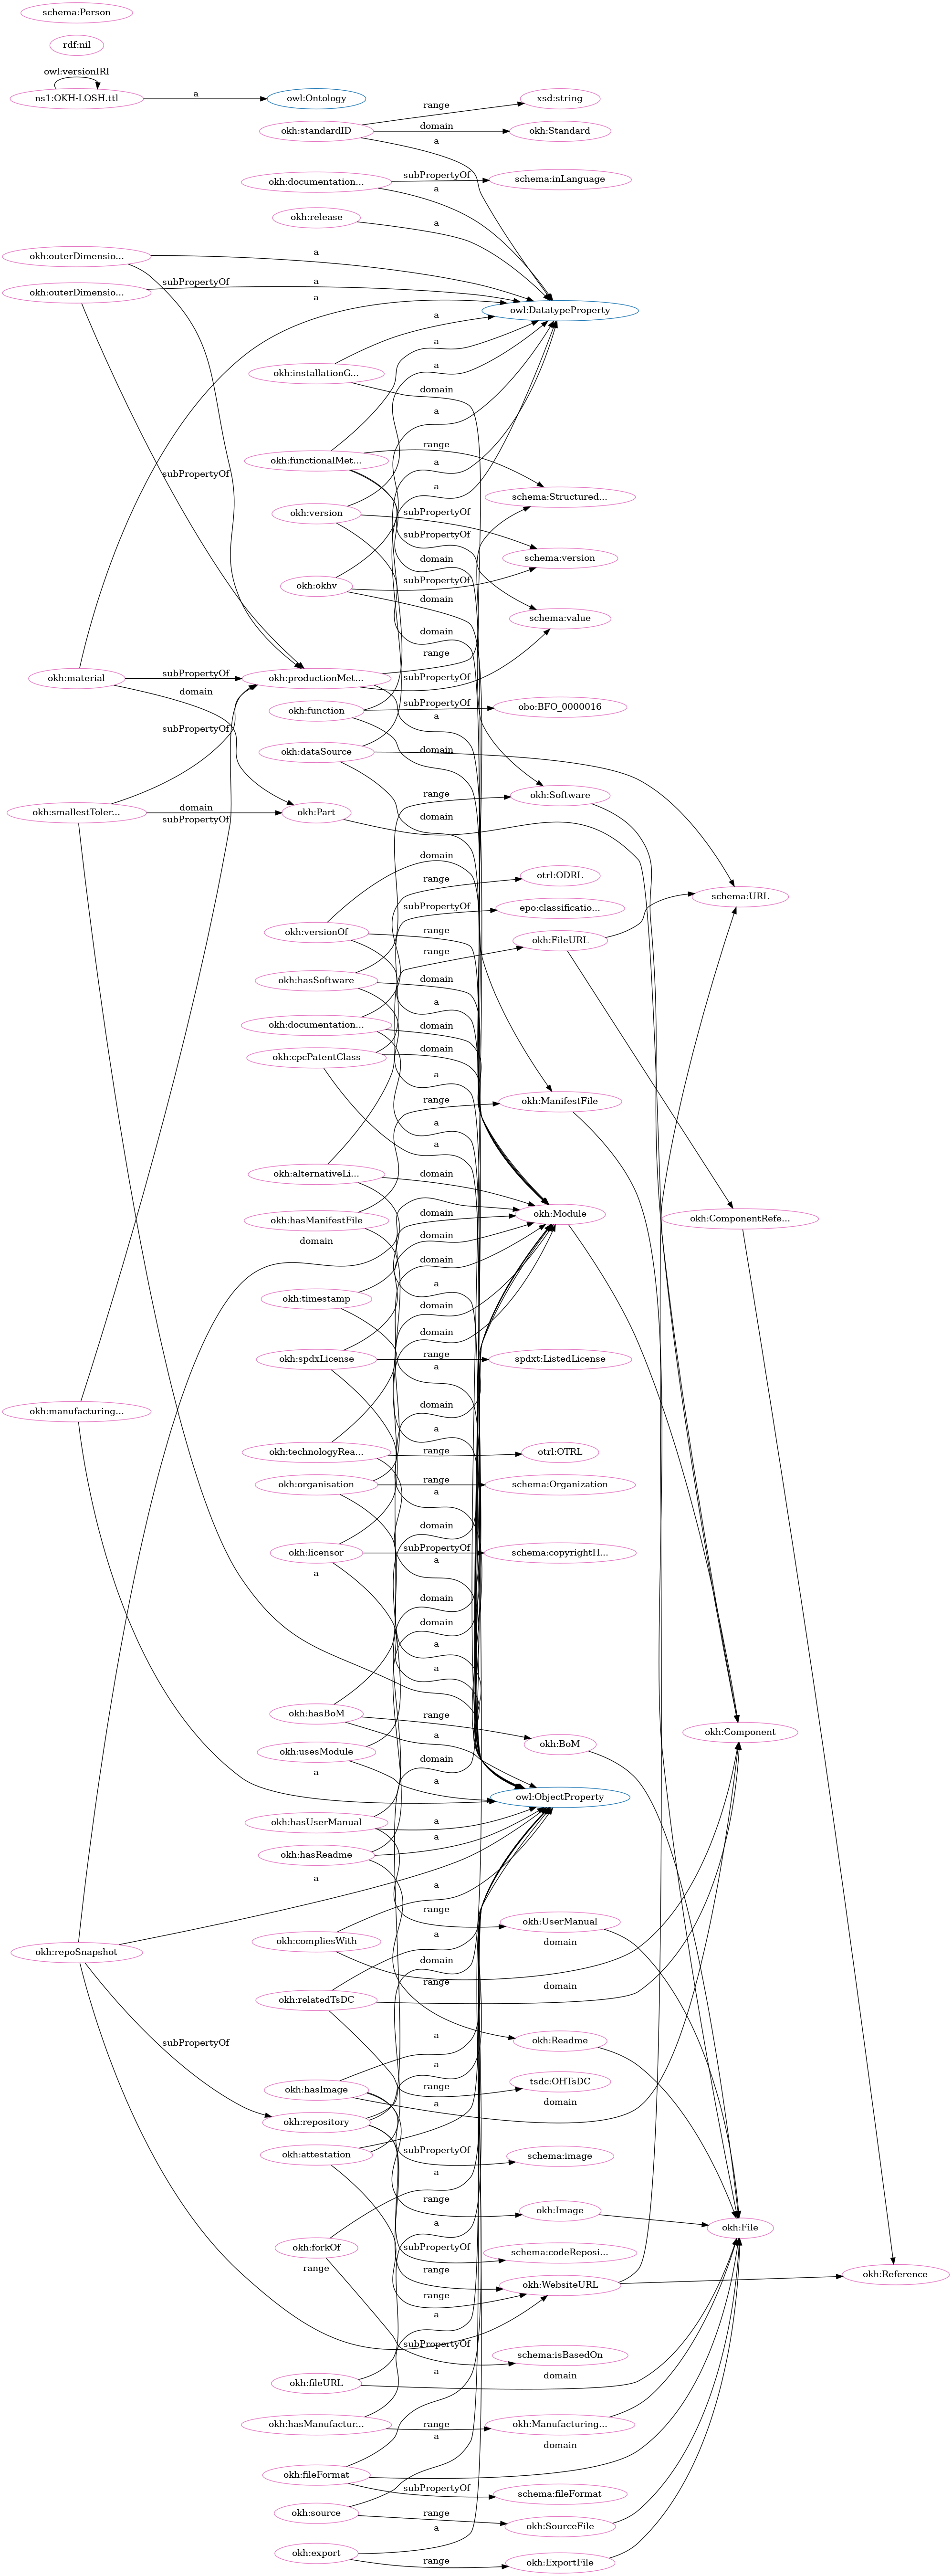 schema:Person
rdf:nil
owl:versionIRI
ns1:OKH-LOSH.ttl
a
owl:Ontology
range
xsd:string
okh:standardID
domain
okh:Standard
a
okh:documentation...
subPropertyOf
schema:inLanguage
a
okh:release
a
okh:outerDimensio...
a
subPropertyOf
okh:outerDimensio...
a
a
owl:DatatypeProperty
a
okh:installationG...
a
a
domain
a
okh:functionalMet...
range
a
subPropertyOf
a
schema:Structured...
okh:version
subPropertyOf
subPropertyOf
schema:version
domain
okh:okhv
subPropertyOf
domain
schema:value
domain
range
okh:material
subPropertyOf
okh:productionMet...
subPropertyOf
domain
subPropertyOf
obo:BFO_0000016
okh:function
a
subPropertyOf
okh:dataSource
domain
range
okh:Software
okh:smallestToler...
domain
okh:Part
domain
subPropertyOf
domain
otrl:ODRL
range
schema:URL
subPropertyOf
epo:classificatio...
okh:versionOf
range
okh:FileURL
range
okh:hasSoftware
domain
a
okh:documentation...
domain
okh:cpcPatentClass
domain
a
range
okh:ManifestFile
a
a
okh:alternativeLi...
domain
okh:Module
okh:ComponentRefe...
okh:hasManifestFile
domain
domain
domain
domain
a
okh:timestamp
domain
domain
okh:spdxLicense
range
spdxt:ListedLicense
a
domain
okh:manufacturing...
a
okh:technologyRea...
range
otrl:OTRL
okh:organisation
range
schema:Organization
a
domain
okh:licensor
subPropertyOf
schema:copyrightH...
a
a
domain
domain
a
a
okh:hasBoM
range
okh:BoM
okh:Component
a
okh:usesModule
domain
a
a
owl:ObjectProperty
okh:hasUserManual
a
a
okh:hasReadme
a
a
range
okh:UserManual
okh:repoSnapshot
okh:compliesWith
a
domain
domain
range
domain
okh:relatedTsDC
okh:Readme
subPropertyOf
a
a
okh:hasImage
range
tsdc:OHTsDC
a
domain
okh:repository
okh:attestation
subPropertyOf
schema:image
a
range
okh:Image
okh:File
a
okh:forkOf
subPropertyOf
schema:codeReposi...
range
range
okh:Reference
okh:WebsiteURL
range
a
subPropertyOf
schema:isBasedOn
a
domain
okh:fileURL
okh:hasManufactur...
range
okh:Manufacturing...
a
domain
okh:fileFormat
subPropertyOf
schema:fileFormat
okh:source
range
okh:SourceFile
a
okh:export
range
okh:ExportFile